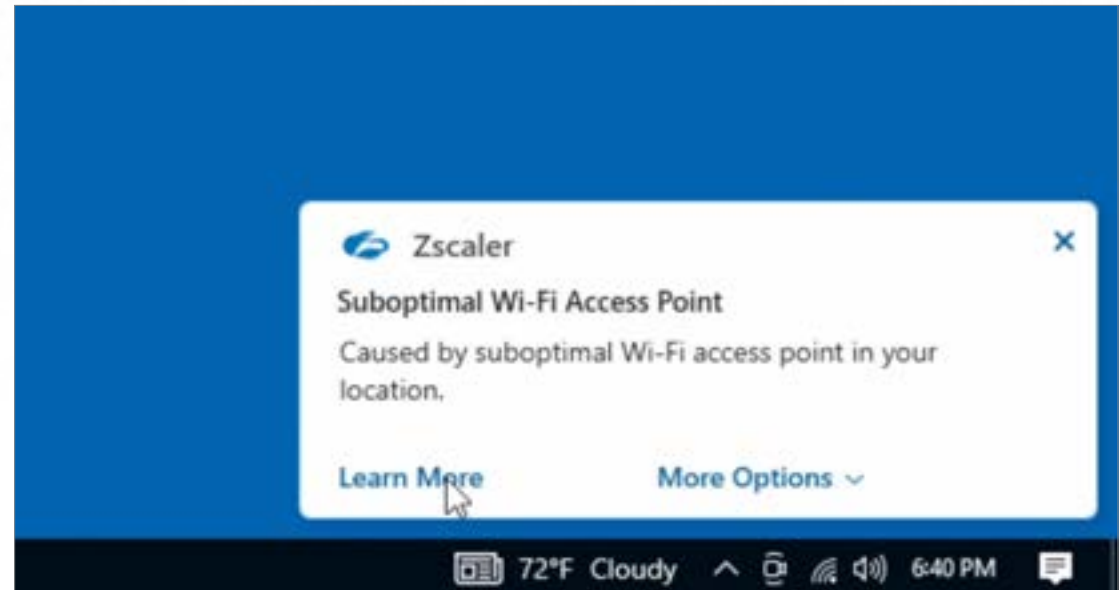 Zscaler
Suboptimal Wi-Fi Access Point
Caused by suboptimal Wi-Fi access point in your
location.
Learn More More Options
72°F Cloudy 6:40 PM